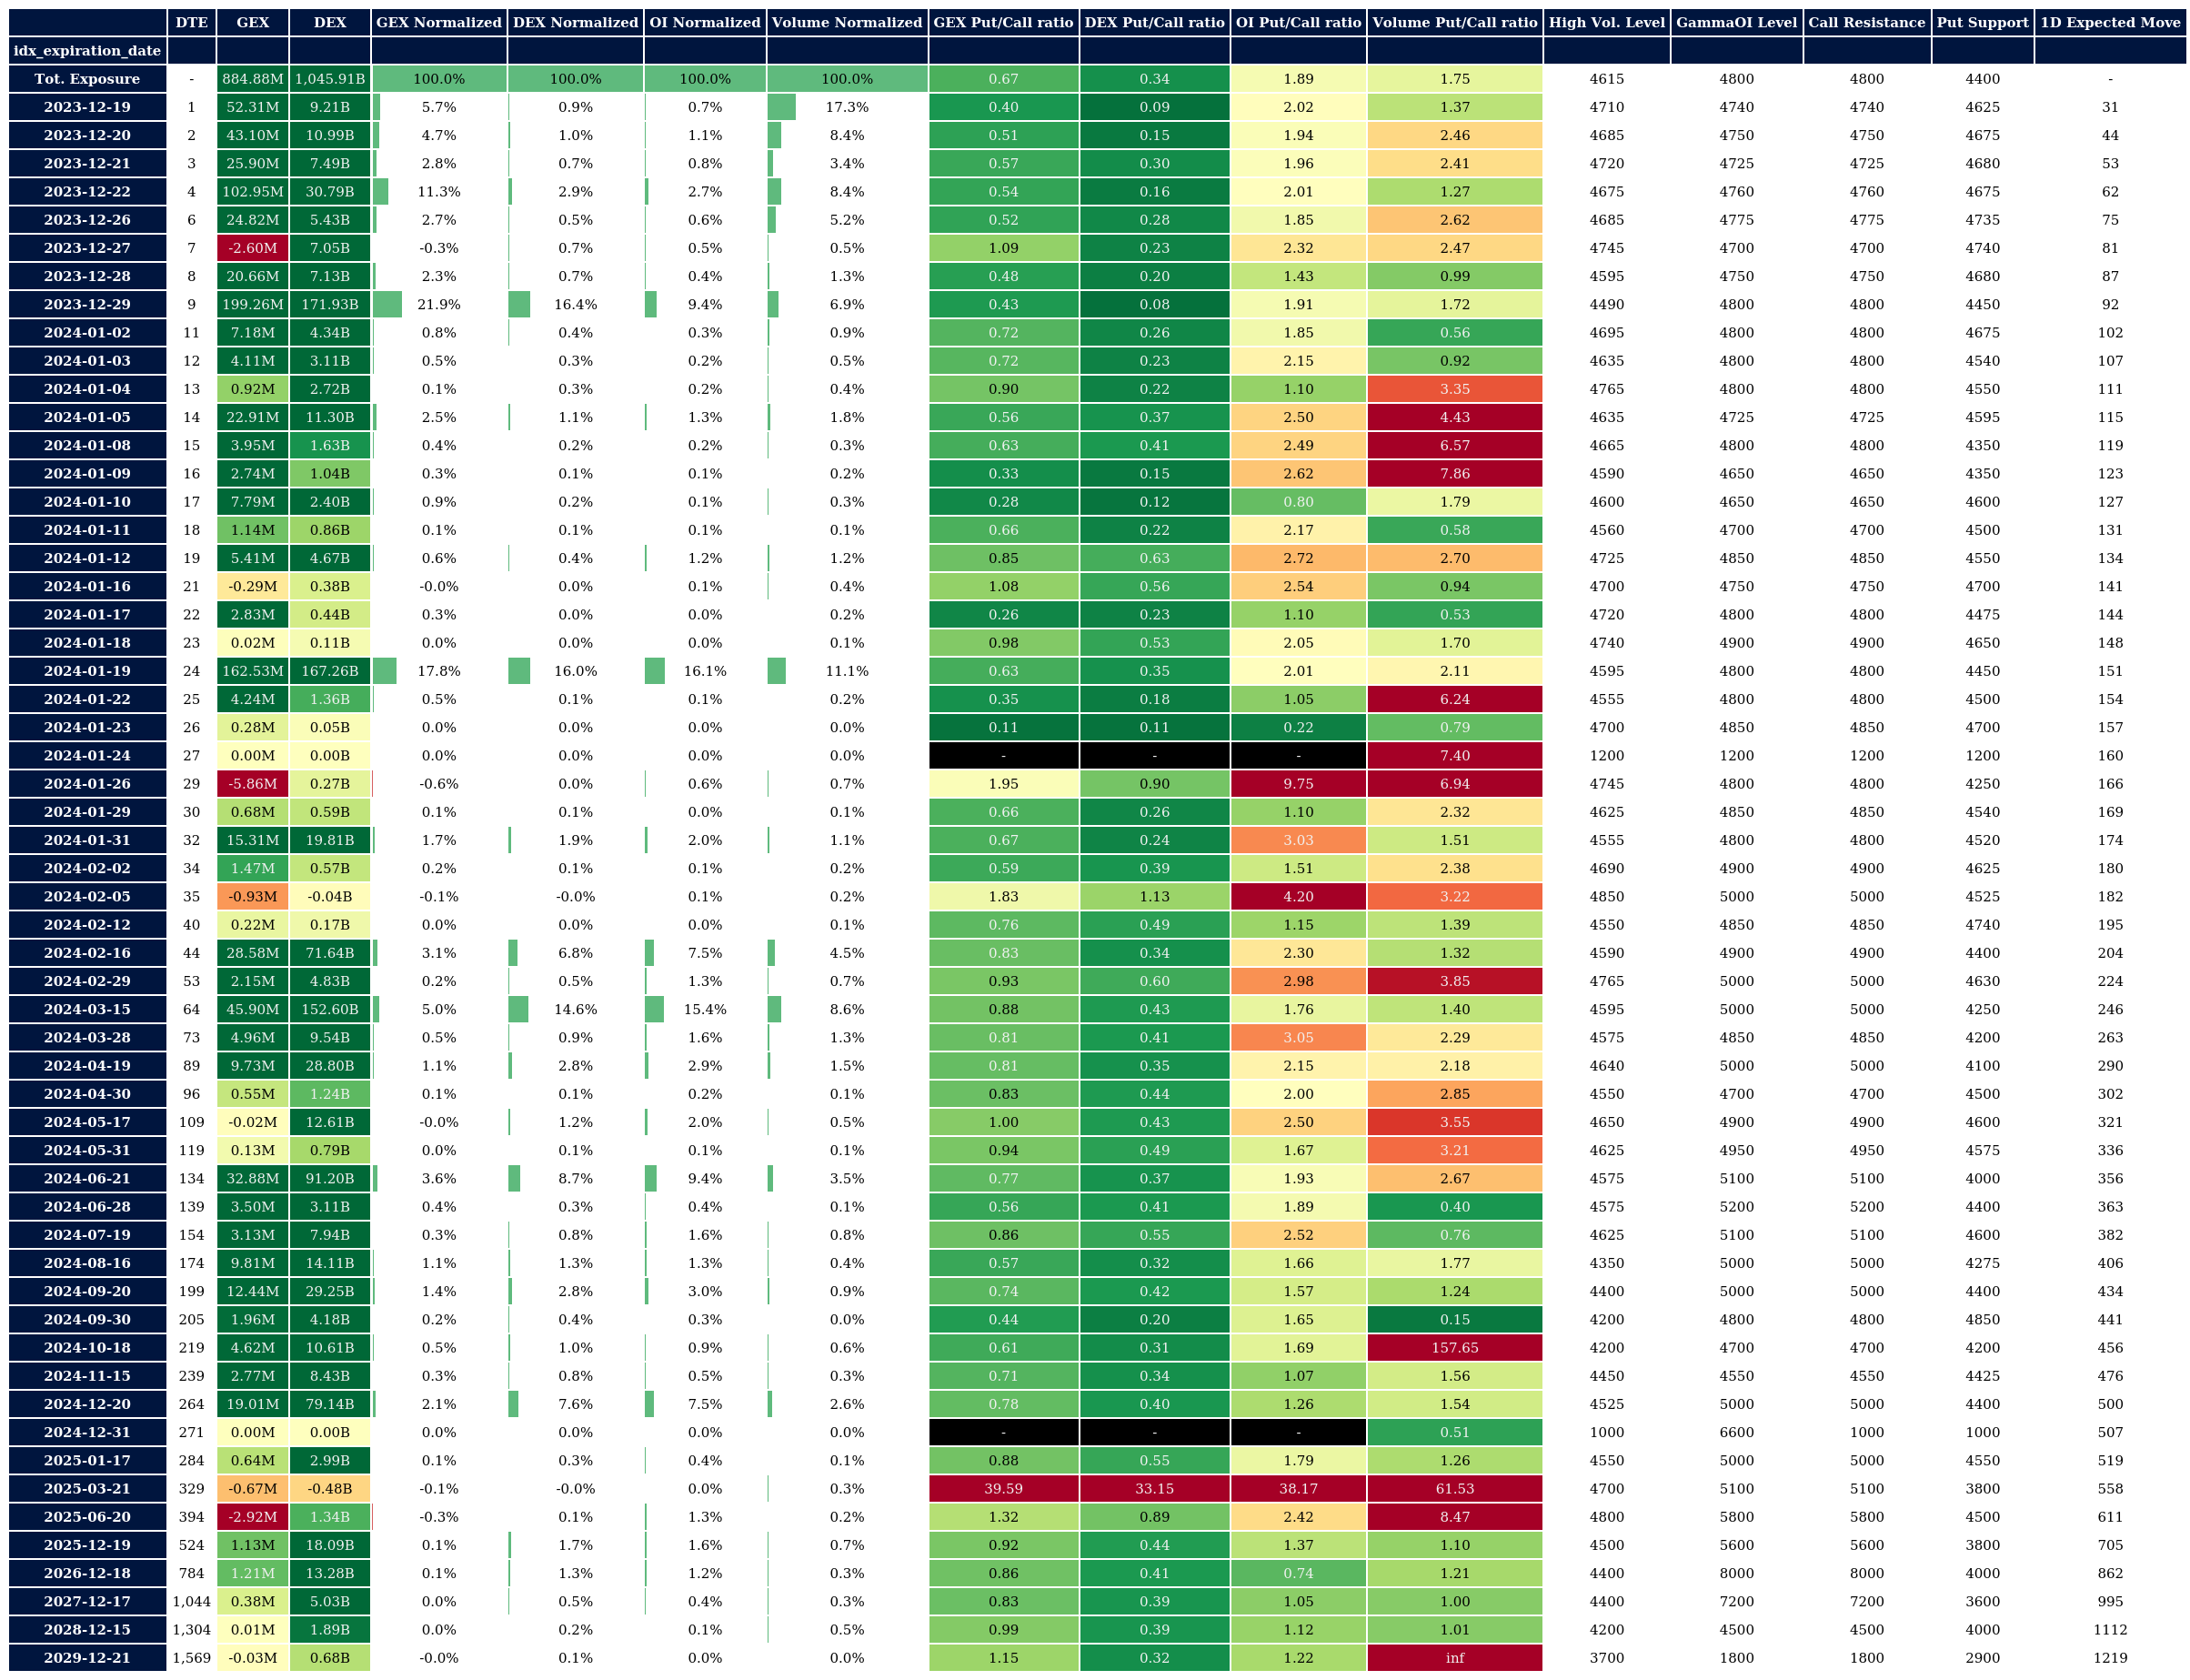 DTE GEX DEX GEX Normalized DEX Normalized OI Normalized Volume Normalized GEX Put/Call ratio DEX Put/Call ratio OI Put/Call ratio Volume Put/Call ratio High Vol. Level GammaOI Level Call Resistance Put Support 1D Expected Move
idx_expiration_date
Tot. Exposure - 884.88M 1,045.91B 100.0% 100.0% 100.0% 100.0% 0.67 0.34 1.89 1.75 4615 4800 4800 4400 -
2023-12-19 1 52.31M 9.21B 5.7% 0.9% 0.7% 17.3% 0.40 0.09 2.02 1.37 4710 4740 4740 4625 31
2023-12-20 2 43.10M 10.99B 4.7% 1.0% 1.1% 8.4% 0.51 0.15 1.94 2.46 4685 4750 4750 4675 44
2023-12-21 3 25.90M 7.49B 2.8% 0.7% 0.8% 3.4% 0.57 0.30 1.96 2.41 4720 4725 4725 4680 53
2023-12-22 4 102.95M 30.79B 11.3% 2.9% 2.7% 8.4% 0.54 0.16 2.01 1.27 4675 4760 4760 4675 62
2023-12-26 6 24.82M 5.43B 2.7% 0.5% 0.6% 5.2% 0.52 0.28 1.85 2.62 4685 4775 4775 4735 75
2023-12-27 7 -2.60M 7.05B -0.3% 0.7% 0.5% 0.5% 1.09 0.23 2.32 2.47 4745 4700 4700 4740 81
2023-12-28 8 20.66M 7.13B 2.3% 0.7% 0.4% 1.3% 0.48 0.20 1.43 0.99 4595 4750 4750 4680 87
2023-12-29 9 199.26M 171.93B 21.9% 16.4% 9.4% 6.9% 0.43 0.08 1.91 1.72 4490 4800 4800 4450 92
2024-01-02 11 7.18M 4.34B 0.8% 0.4% 0.3% 0.9% 0.72 0.26 1.85 0.56 4695 4800 4800 4675 102
2024-01-03 12 4.11M 3.11B 0.5% 0.3% 0.2% 0.5% 0.72 0.23 2.15 0.92 4635 4800 4800 4540 107
2024-01-04 13 0.92M 2.72B 0.1% 0.3% 0.2% 0.4% 0.90 0.22 1.10 3.35 4765 4800 4800 4550 111
2024-01-05 14 22.91M 11.30B 2.5% 1.1% 1.3% 1.8% 0.56 0.37 2.50 4.43 4635 4725 4725 4595 115
2024-01-08 15 3.95M 1.63B 0.4% 0.2% 0.2% 0.3% 0.63 0.41 2.49 6.57 4665 4800 4800 4350 119
2024-01-09 16 2.74M 1.04B 0.3% 0.1% 0.1% 0.2% 0.33 0.15 2.62 7.86 4590 4650 4650 4350 123
2024-01-10 17 7.79M 2.40B 0.9% 0.2% 0.1% 0.3% 0.28 0.12 0.80 1.79 4600 4650 4650 4600 127
2024-01-11 18 1.14M 0.86B 0.1% 0.1% 0.1% 0.1% 0.66 0.22 2.17 0.58 4560 4700 4700 4500 131
2024-01-12 19 5.41M 4.67B 0.6% 0.4% 1.2% 1.2% 0.85 0.63 2.72 2.70 4725 4850 4850 4550 134
2024-01-16 21 -0.29M 0.38B -0.0% 0.0% 0.1% 0.4% 1.08 0.56 2.54 0.94 4700 4750 4750 4700 141
2024-01-17 22 2.83M 0.44B 0.3% 0.0% 0.0% 0.2% 0.26 0.23 1.10 0.53 4720 4800 4800 4475 144
2024-01-18 23 0.02M 0.11B 0.0% 0.0% 0.0% 0.1% 0.98 0.53 2.05 1.70 4740 4900 4900 4650 148
2024-01-19 24 162.53M 167.26B 17.8% 16.0% 16.1% 11.1% 0.63 0.35 2.01 2.11 4595 4800 4800 4450 151
2024-01-22 25 4.24M 1.36B 0.5% 0.1% 0.1% 0.2% 0.35 0.18 1.05 6.24 4555 4800 4800 4500 154
2024-01-23 26 0.28M 0.05B 0.0% 0.0% 0.0% 0.0% 0.11 0.11 0.22 0.79 4700 4850 4850 4700 157
2024-01-24 27 0.00M 0.00B 0.0% 0.0% 0.0% 0.0% - - - 7.40 1200 1200 1200 1200 160
2024-01-26 29 -5.86M 0.27B -0.6% 0.0% 0.6% 0.7% 1.95 0.90 9.75 6.94 4745 4800 4800 4250 166
2024-01-29 30 0.68M 0.59B 0.1% 0.1% 0.0% 0.1% 0.66 0.26 1.10 2.32 4625 4850 4850 4540 169
2024-01-31 32 15.31M 19.81B 1.7% 1.9% 2.0% 1.1% 0.67 0.24 3.03 1.51 4555 4800 4800 4520 174
2024-02-02 34 1.47M 0.57B 0.2% 0.1% 0.1% 0.2% 0.59 0.39 1.51 2.38 4690 4900 4900 4625 180
2024-02-05 35 -0.93M -0.04B -0.1% -0.0% 0.1% 0.2% 1.83 1.13 4.20 3.22 4850 5000 5000 4525 182
2024-02-12 40 0.22M 0.17B 0.0% 0.0% 0.0% 0.1% 0.76 0.49 1.15 1.39 4550 4850 4850 4740 195
2024-02-16 44 28.58M 71.64B 3.1% 6.8% 7.5% 4.5% 0.83 0.34 2.30 1.32 4590 4900 4900 4400 204
2024-02-29 53 2.15M 4.83B 0.2% 0.5% 1.3% 0.7% 0.93 0.60 2.98 3.85 4765 5000 5000 4630 224
2024-03-15 64 45.90M 152.60B 5.0% 14.6% 15.4% 8.6% 0.88 0.43 1.76 1.40 4595 5000 5000 4250 246
2024-03-28 73 4.96M 9.54B 0.5% 0.9% 1.6% 1.3% 0.81 0.41 3.05 2.29 4575 4850 4850 4200 263
2024-04-19 89 9.73M 28.80B 1.1% 2.8% 2.9% 1.5% 0.81 0.35 2.15 2.18 4640 5000 5000 4100 290
2024-04-30 96 0.55M 1.24B 0.1% 0.1% 0.2% 0.1% 0.83 0.44 2.00 2.85 4550 4700 4700 4500 302
2024-05-17 109 -0.02M 12.61B -0.0% 1.2% 2.0% 0.5% 1.00 0.43 2.50 3.55 4650 4900 4900 4600 321
2024-05-31 119 0.13M 0.79B 0.0% 0.1% 0.1% 0.1% 0.94 0.49 1.67 3.21 4625 4950 4950 4575 336
2024-06-21 134 32.88M 91.20B 3.6% 8.7% 9.4% 3.5% 0.77 0.37 1.93 2.67 4575 5100 5100 4000 356
2024-06-28 139 3.50M 3.11B 0.4% 0.3% 0.4% 0.1% 0.56 0.41 1.89 0.40 4575 5200 5200 4400 363
2024-07-19 154 3.13M 7.94B 0.3% 0.8% 1.6% 0.8% 0.86 0.55 2.52 0.76 4625 5100 5100 4600 382
2024-08-16 174 9.81M 14.11B 1.1% 1.3% 1.3% 0.4% 0.57 0.32 1.66 1.77 4350 5000 5000 4275 406
2024-09-20 199 12.44M 29.25B 1.4% 2.8% 3.0% 0.9% 0.74 0.42 1.57 1.24 4400 5000 5000 4400 434
2024-09-30 205 1.96M 4.18B 0.2% 0.4% 0.3% 0.0% 0.44 0.20 1.65 0.15 4200 4800 4800 4850 441
2024-10-18 219 4.62M 10.61B 0.5% 1.0% 0.9% 0.6% 0.61 0.31 1.69 157.65 4200 4700 4700 4200 456
2024-11-15 239 2.77M 8.43B 0.3% 0.8% 0.5% 0.3% 0.71 0.34 1.07 1.56 4450 4550 4550 4425 476
2024-12-20 264 19.01M 79.14B 2.1% 7.6% 7.5% 2.6% 0.78 0.40 1.26 1.54 4525 5000 5000 4400 500
2024-12-31 271 0.00M 0.00B 0.0% 0.0% 0.0% 0.0% - - - 0.51 1000 6600 1000 1000 507
2025-01-17 284 0.64M 2.99B 0.1% 0.3% 0.4% 0.1% 0.88 0.55 1.79 1.26 4550 5000 5000 4550 519
2025-03-21 329 -0.67M -0.48B -0.1% -0.0% 0.0% 0.3% 39.59 33.15 38.17 61.53 4700 5100 5100 3800 558
2025-06-20 394 -2.92M 1.34B -0.3% 0.1% 1.3% 0.2% 1.32 0.89 2.42 8.47 4800 5800 5800 4500 611
2025-12-19 524 1.13M 18.09B 0.1% 1.7% 1.6% 0.7% 0.92 0.44 1.37 1.10 4500 5600 5600 3800 705
2026-12-18 784 1.21M 13.28B 0.1% 1.3% 1.2% 0.3% 0.86 0.41 0.74 1.21 4400 8000 8000 4000 862
2027-12-17 1,044 0.38M 5.03B 0.0% 0.5% 0.4% 0.3% 0.83 0.39 1.05 1.00 4400 7200 7200 3600 995
2028-12-15 1,304 0.01M 1.89B 0.0% 0.2% 0.1% 0.5% 0.99 0.39 1.12 1.01 4200 4500 4500 4000 1112
2029-12-21 1,569 -0.03M 0.68B -0.0% 0.1% 0.0% 0.0% 1.15 0.32 1.22 inf 3700 1800 1800 2900 1219